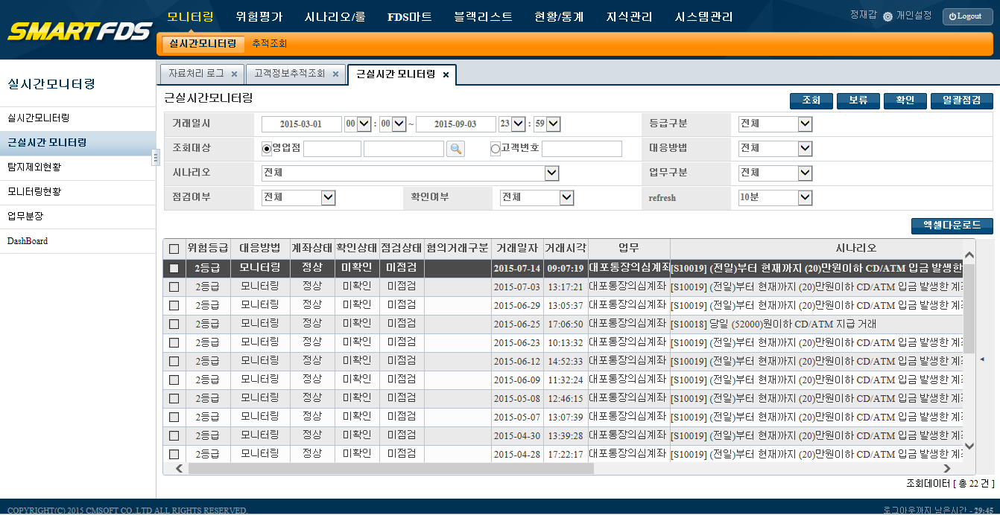 SMARTFDS
모니터링 위험평가 시나리오/룰 FDS마트 블랙리스트 현황/통계 지식관리 시스템관리 정재갑 개인설정 Logout
실시간모니터링 추적조회
실시간모니터링
실시간모니터링
근실시간 모니터링
탐지제외현황
모니터링현황
업무분장
DashBoard
자료처리 로그 × 고객정보추적조회 × 근실시간 모니터링 ×
근실시간모니터링 조회 보류 확인 일괄점검
거래일시 2015-03-01 00 : 00 ~ 2015-09-03 23 : 59 등급구분 전체
조회대상 영업점 고객번호 대응방법 전체
시나리오 전체 업무구분 전체
점검여부 전체 확인여부 전체 refresh 10분
엑셀다운로드
위험등급 대응방법 계좌상태 확인상태 점검상태 혐의거래구분 거래일자 거래시각 업무 시나리오
2등급 모니터링 정상 미확인 미점검 2015-07-14 09:07:19 대포통장의심계좌 [S10019] (전일)부터 현재까지 (20)만원이하 CD/ATM 입금 발생한
2등급 모니터링 정상 미확인 미점검 2015-07-03 13:17:21 대포통장의심계좌 [S10019] (전일)부터 현재까지 (20)만원이하 CD/ATM 입금 발생한 계좌
2등급 모니터링 정상 미확인 미점검 2015-06-29 13:05:37 대포통장의심계좌 [S10019] (전일)부터 현재까지 (20)만원이하 CD/ATM 입금 발생한 계좌
2등급 모니터링 정상 미확인 미점검 2015-06-25 17:06:50 대포통장의심계좌 [S10018] 당일 (52000)원이하 CD/ATM 지급 거래
2등급 모니터링 정상 미확인 미점검 2015-06-23 10:13:32 대포통장의심계좌 [S10019] (전일)부터 현재까지 (20)만원이하 CD/ATM 입금 발생한 계좌
2등급 모니터링 정상 미확인 미점검 2015-06-12 14:52:33 대포통장의심계좌 [S10019] (전일)부터 현재까지 (20)만원이하 CD/ATM 입금 발생한 계좌
2등급 모니터링 정상 미확인 미점검 2015-06-09 11:32:24 대포통장의심계좌 [S10019] (전일)부터 현재까지 (20)만원이하 CD/ATM 입금 발생한 계좌
2등급 모니터링 정상 미확인 미점검 2015-05-08 12:46:15 대포통장의심계좌 [S10019] (전일)부터 현재까지 (20)만원이하 CD/ATM 입금 발생한 계좌
2등급 모니터링 정상 미확인 미점검 2015-05-07 13:07:39 대포통장의심계좌 [S10019] (전일)부터 현재까지 (20)만원이하 CD/ATM 입금 발생한 계좌
2등급 모니터링 정상 미확인 미점검 2015-04-30 13:39:28 대포통장의심계좌 [S10019] (전일)부터 현재까지 (20)만원이하 CD/ATM 입금 발생한 계좌
2등급 모니터링 정상 미확인 미점검 2015-04-28 17:22:17 대포통장의심계좌 [S10019] (전일)부터 현재까지 (20)만원이하 CD/ATM 입금 발생한 계좌
조회데이터 [ 총 22 건 ]
COPYRIGHT(C) 2015 CMSOFT CO.,LTD ALL RIGHTS RESERVED. 로그아웃까지 남은시간 - 29:45